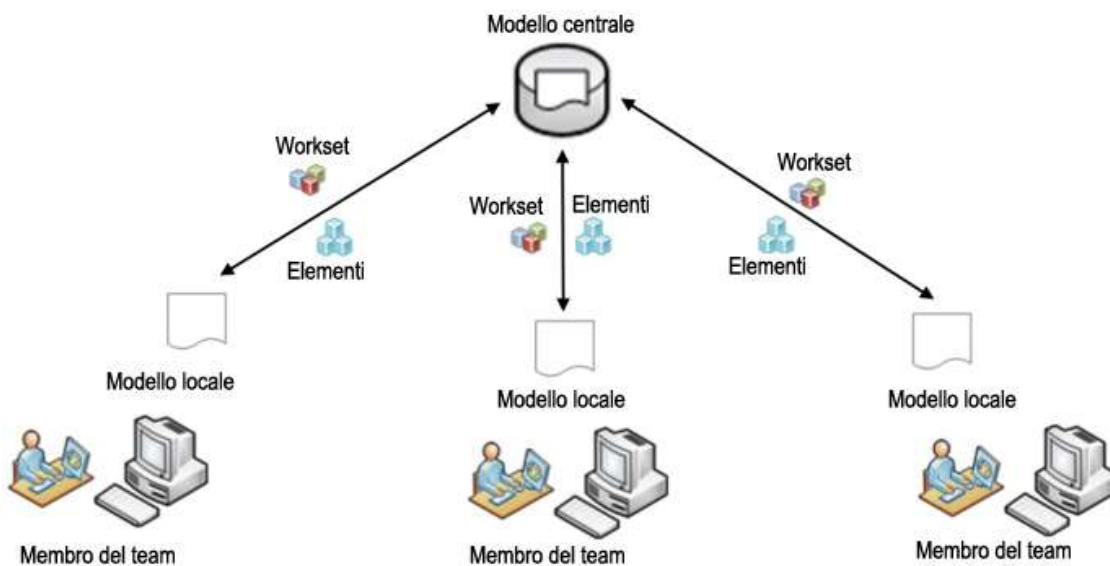 Modello centrale
Workset
Elementi
Workset
Elementi
Workset
Elementi
Modello locale
Modello locale
Modello locale
Membro del team
Membro del team
Membro del team